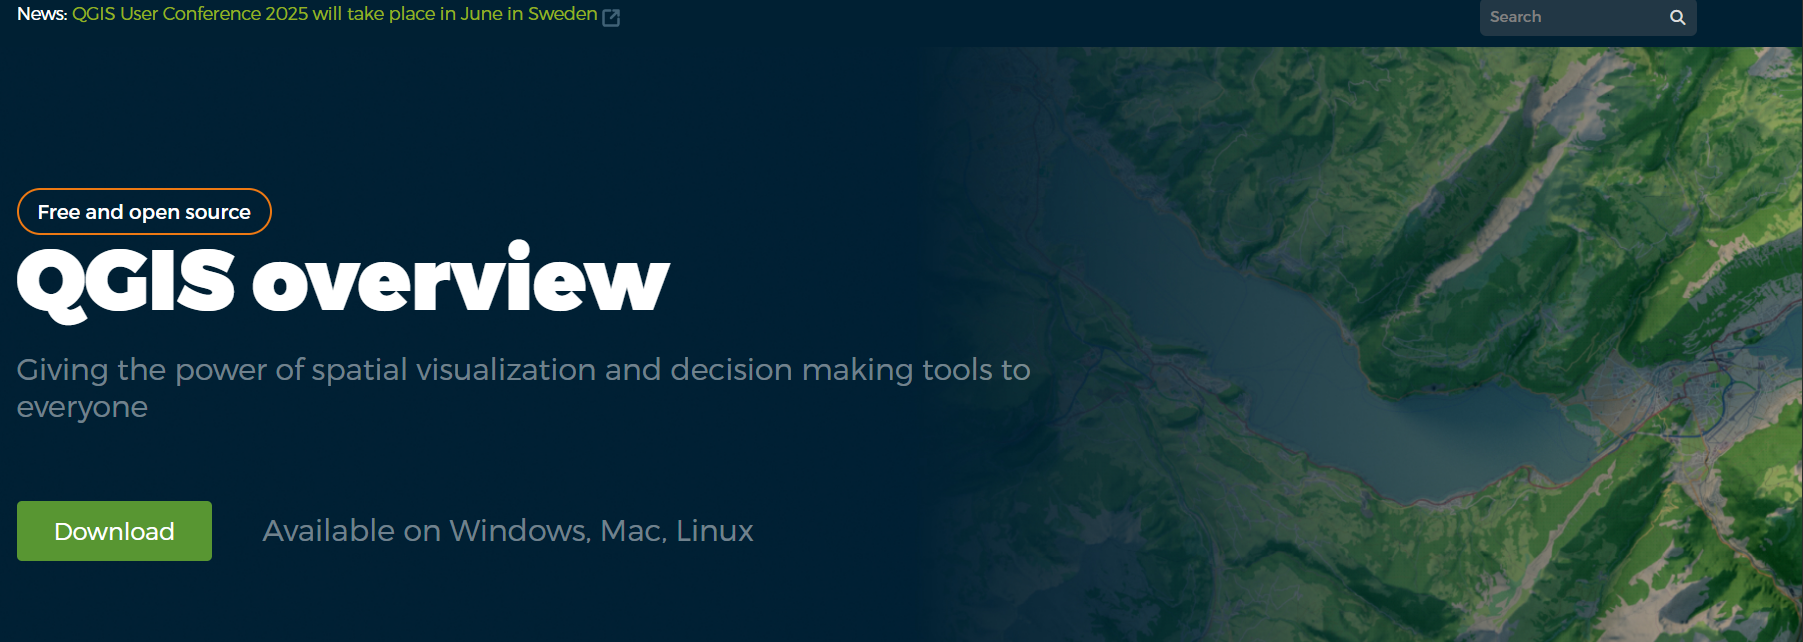 News: QGIS User Conference 2025 will take place in June in Sweden
Search
Free and open source
QGIS overview
Giving the power of spatial visualization and decision making tools to
everyone
Download
Available on Windows, Mac, Linux